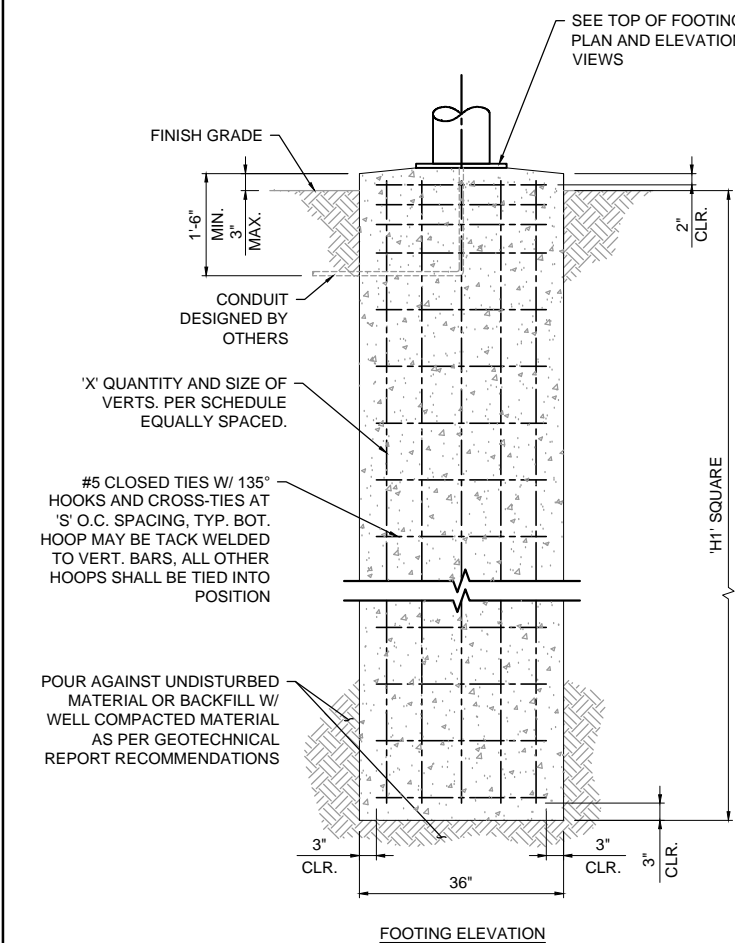 SEE TOP OF FOOTING
PLAN AND ELEVATION
VIEWS
FINISH GRADE
1'-6"
MIN.
3"
MAX.
2"
CLR.
CONDUIT
DESIGNED BY
OTHERS
'X' QUANTITY AND SIZE OF
VERTS. PER SCHEDULE
EQUALLY SPACED.
#5 CLOSED TIES W/ 135°
HOOKS AND CROSS-TIES AT
'S' O.C. SPACING, TYP. BOT.
HOOP MAY BE TACK WELDED
TO VERT. BARS, ALL OTHER
HOOPS SHALL BE TIED INTO
POSITION
'H1' SQUARE
POUR AGAINST UNDISTURBED
MATERIAL OR BACKFILL W/
WELL COMPACTED MATERIAL
AS PER GEOTECHNICAL
REPORT RECOMMENDATIONS
3"
CLR.
3"
CLR.
3"
CLR.
36"
FOOTING ELEVATION